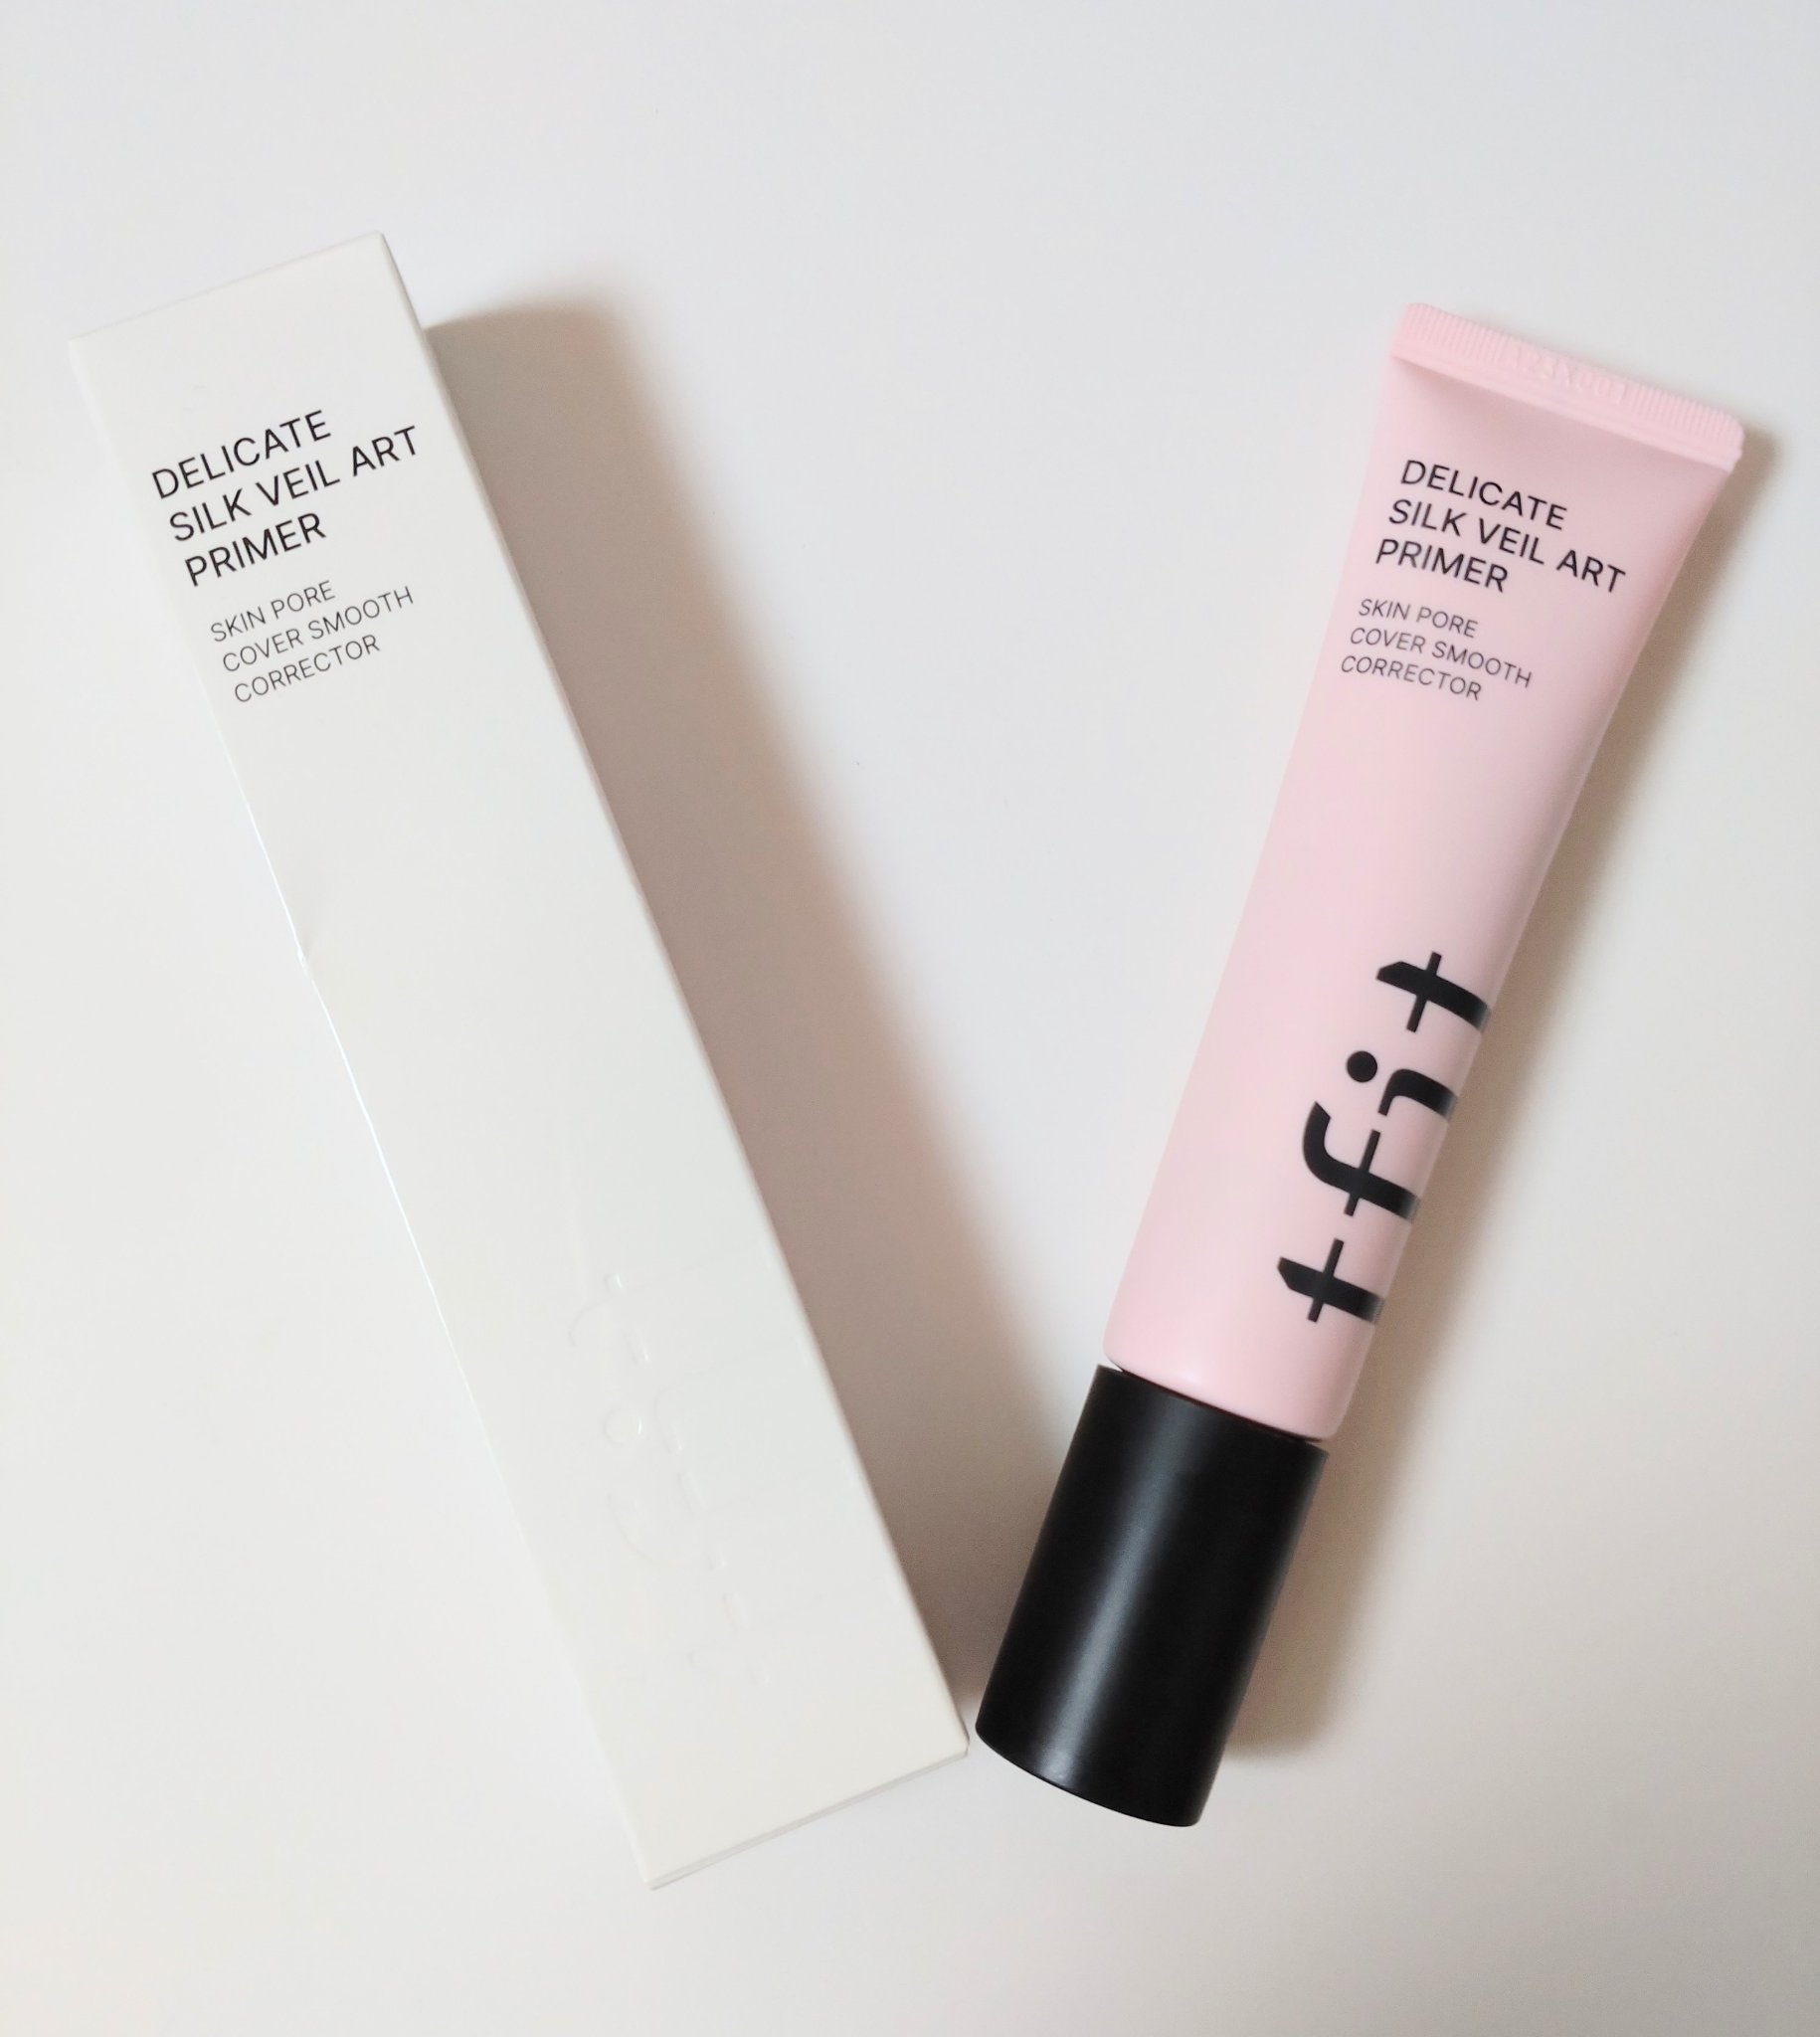 DELICATE
SILK VEIL ART
PRIMER
SKIN PORE
COVER SMOOTH
CORRECTOR
DELICATE
SILK VEIL ART
PRIMER
SKIN PORE
COVER SMOOTH
CORRECTOR
tfit